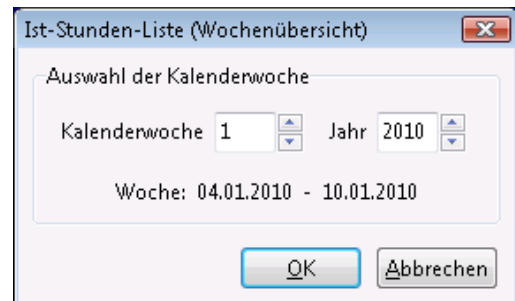 Ist-Stunden-Liste (Wochenübersicht)
Auswahl der Kalenderwoche
Kalenderwoche 1 Jahr 2010
Woche: 04.01.2010 - 10.01.2010
OK Abbrechen